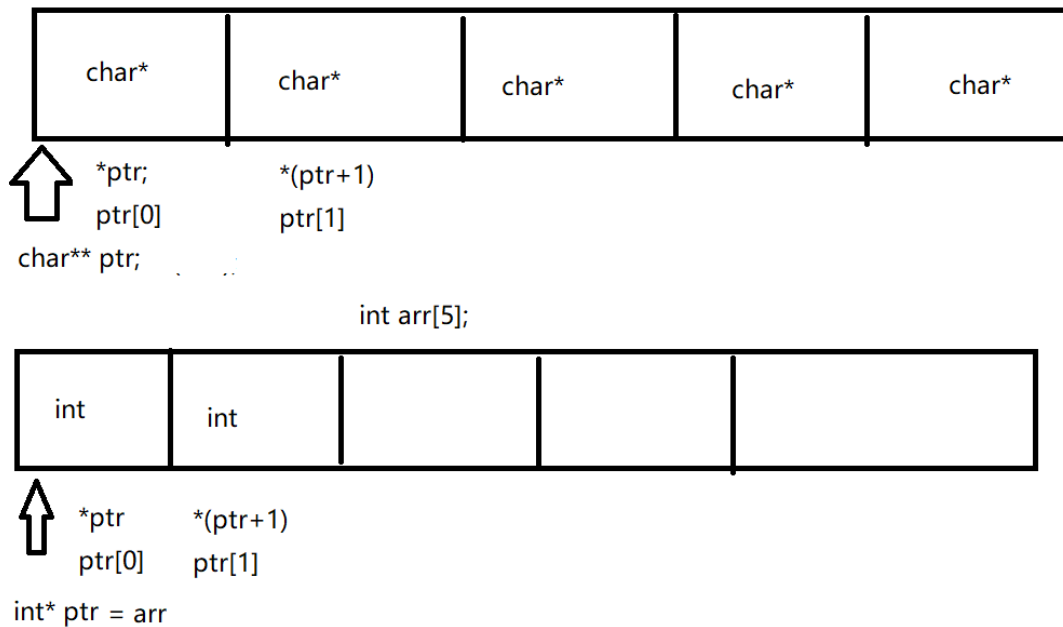 char* char* char* char* char*
*ptr; *(ptr+1)
ptr[0] ptr[1]
char** ptr;
int arr[5];
int int
*ptr *(ptr+1)
ptr[0] ptr[1]
int* ptr = arr